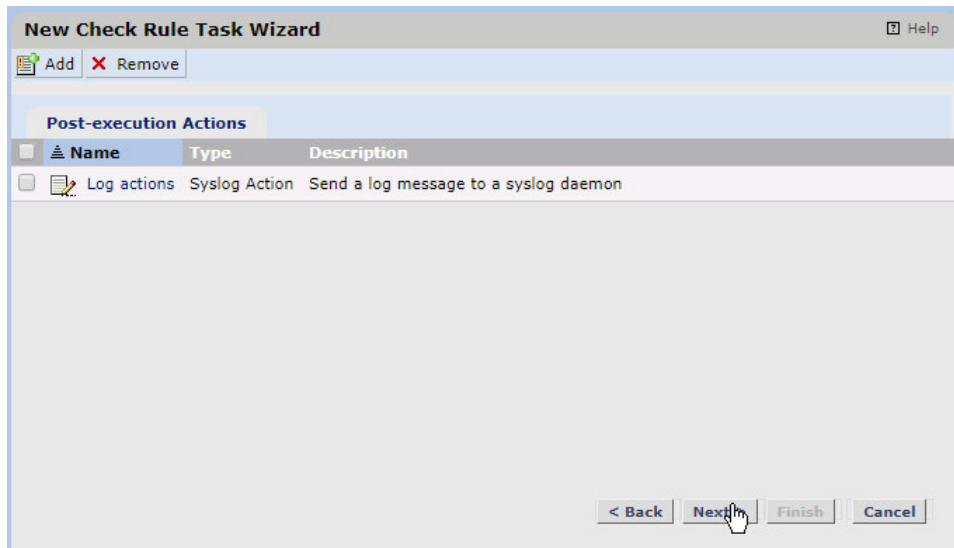 New Check Rule Task Wizard
? Help
Add Remove
Post-execution Actions
Name Type Description
Log actions Syslog Action Send a log message to a syslog daemon
< Back Next Finish Cancel